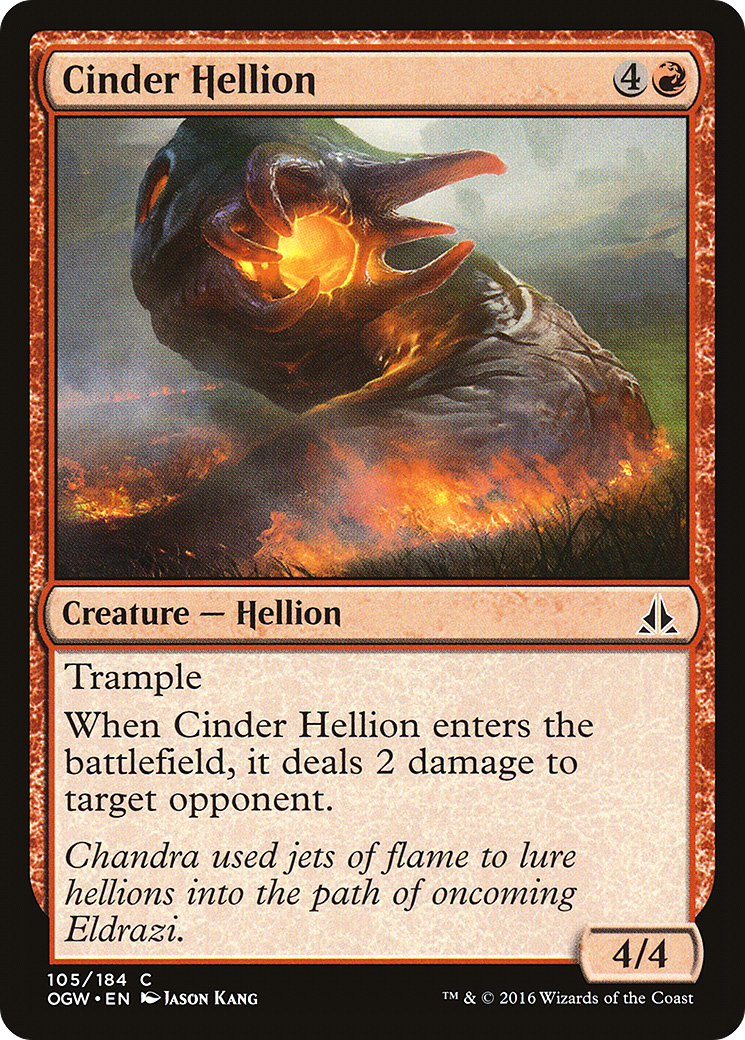 Cinder Hellion 4
Creature — Hellion
Trample
When Cinder Hellion enters the
battlefield, it deals 2 damage to
target opponent.
Chandra used jets of flame to lure
hellions into the path of oncoming
Eldrazi.
4/4
105/184 C
OGW • EN Jason Kang
™ & © 2016 Wizards of the Coast